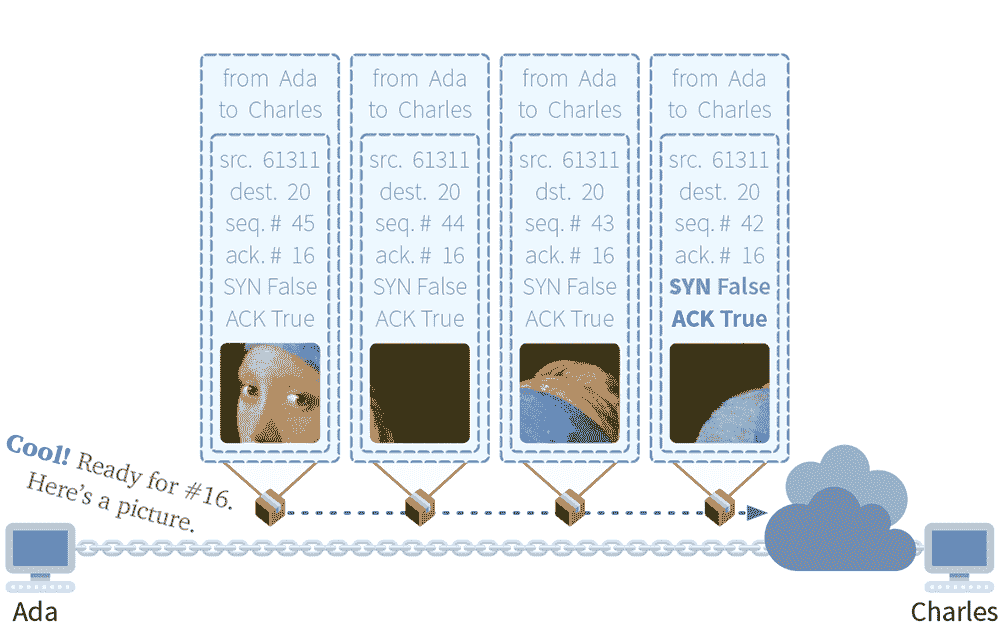 from Ada
to Charles
src. 61311
dest. 20
seq. # 45
ack. # 16
SYN False
ACK True
from Ada
to Charles
src. 61311
dest. 20
seq. # 44
ack. # 16
SYN False
ACK True
from Ada
to Charles
src. 61311
dst. 20
seq. # 43
ack. # 16
SYN False
ACK True
from Ada
to Charles
src. 61311
dest. 20
seq. # 42
ack. # 16
SYN False
ACK True
Cool! Ready for #16.
Here's a picture.
Ada
Charles